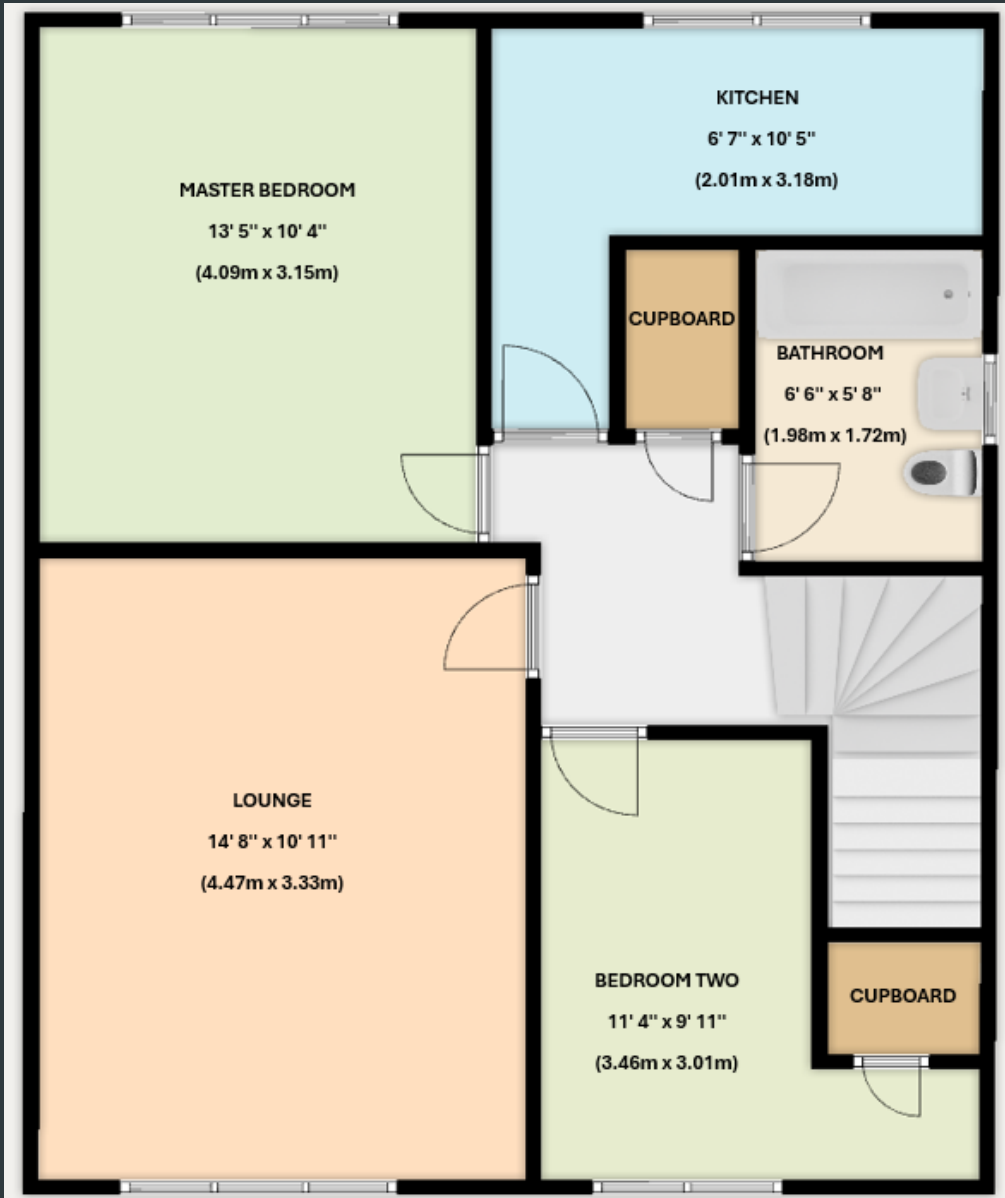 KITCHEN
6' 7" x 10' 5"
(2.01m x 3.18m)
MASTER BEDROOM
13' 5" x 10' 4"
(4.09m x 3.15m)
CUPBOARD
BATHROOM
6' 6" x 5' 8"
(1.98m x 1.72m)
LOUNGE
14' 8" x 10' 11"
(4.47m x 3.33m)
BEDROOM TWO
11' 4" x 9' 11"
(3.46m x 3.01m)
CUPBOARD